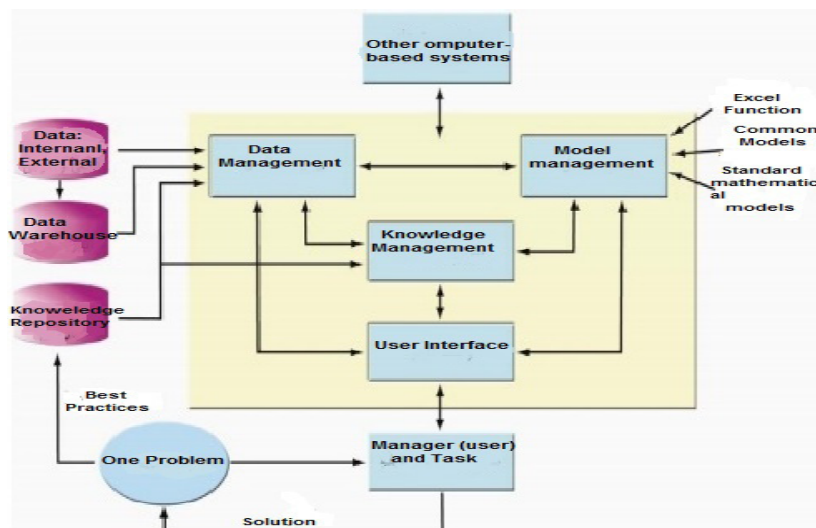 Other omputer-
based systems
Excel
Function
Common
Models
Standard mathematic
al models
Data:
Internanl,
External
Data
Management
Model
management
Data
Warehouse
Knowledge
Management
Knoweledge
Repository
User Interface
Best
Practices
One Problem
Manager (user)
and Task
Solution